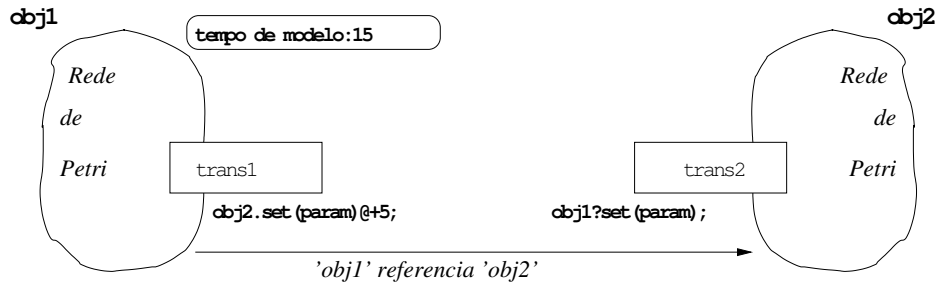 obj1
obj2
tempo de modelo:15
Rede
de
Petri
trans1
obj2.set(param)@+5;
Rede
de
Petri
trans2
obj1?set(param);
'obj1' referencia 'obj2'